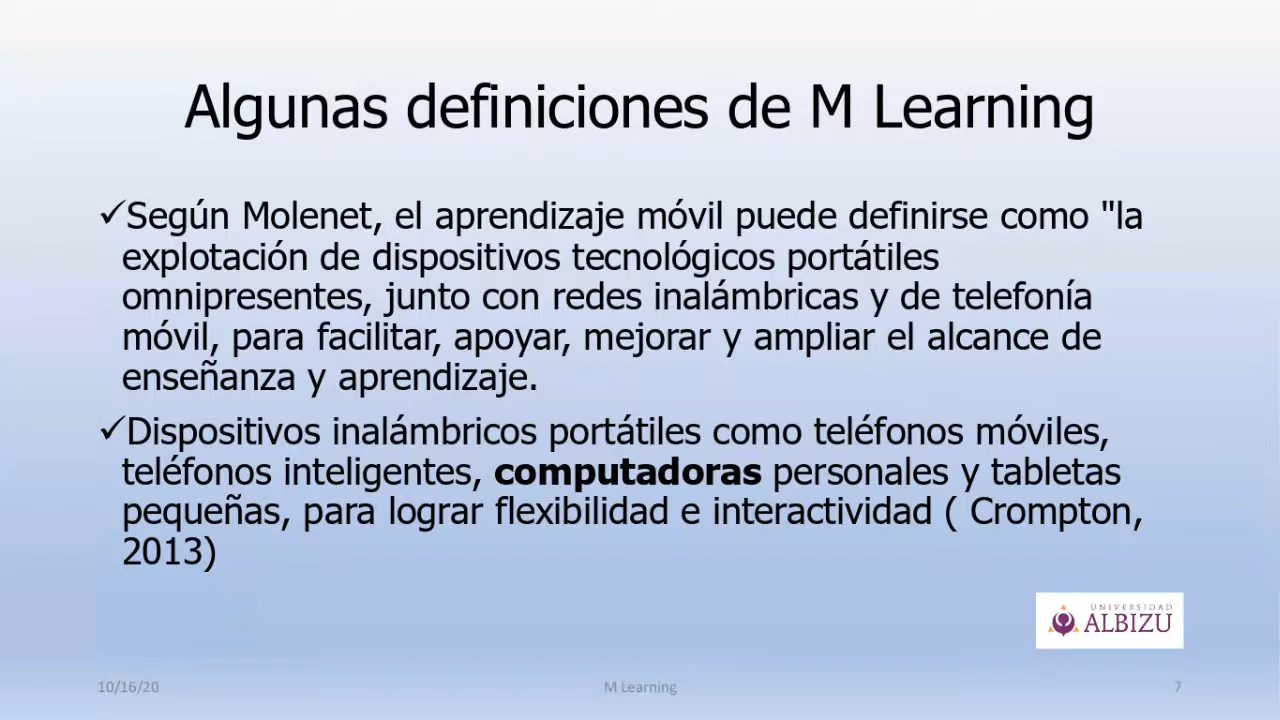 Algunas definiciones de M Learning
✓Según Molenet, el aprendizaje móvil puede definirse como "la
explotación de dispositivos tecnológicos portátiles
omnipresentes, junto con redes inalámbricas y de telefonía
móvil, para facilitar, apoyar, mejorar y ampliar el alcance de
enseñanza y aprendizaje.
✓Dispositivos inalámbricos portátiles como teléfonos móviles,
teléfonos inteligentes, computadoras personales y tabletas
pequeñas, para lograr flexibilidad e interactividad ( Crompton,
2013)
UNIVERSIDAD
ALBIZU
10/16/20
M Learning
7